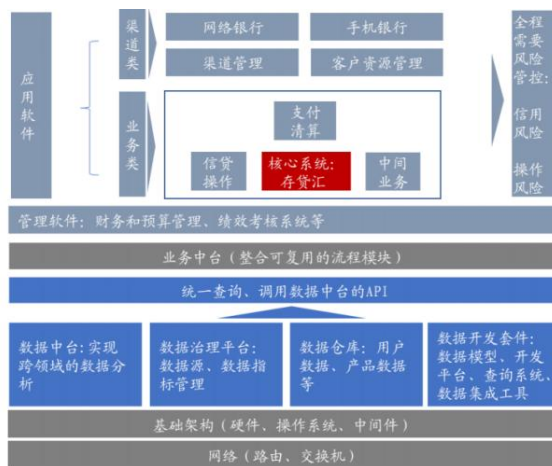 应用软件
渠道类
网络银行
手机银行
渠道管理
客户资源管理
业务类
支付
清算
信贷
操作
核心系统:
存贷汇
中间
业务
全程
需要
风险
管控:
信用
风险
操作
风险
管理软件: 财务和预算管理、绩效考核系统等
业务中台(整合可复用的流程模块)
统一查询、调用数据中台的API
数据中台:实现
跨领域的数据分
析
数据治理平台:
数据源、数据指
标管理
数据仓库: 用户
数据、产品数据
等
数据开发套件:
数据模型、开发
平台、查询系统、
数据集成工具
基础架构(硬件、操作系统、中间件)
网络(路由、交换机)